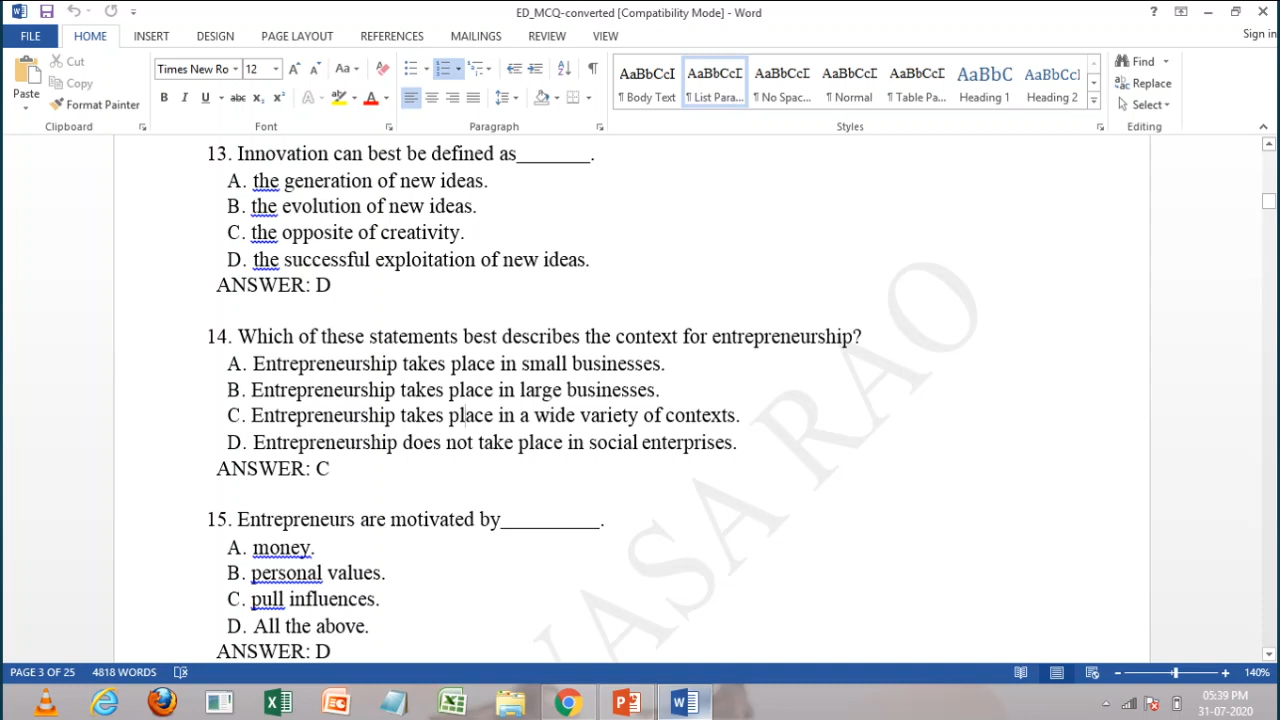 ED_MCQ-converted [Compatibility Mode] - Word
?
FILE HOME INSERT DESIGN PAGE LAYOUT REFERENCES MAILINGS REVIEW VIEW Sign in
Paste
Cut
Copy
Format Painter
Clipboard
Times New Ro 12
Font
Paragraph
AaBbCcI AaBbCcI AaBbCcI AaBbCcI AaBbCcI AaBbC AaBbCcI
¶ Body Text ¶ List Para... ¶ No Spac... ¶ Normal ¶ Table Pa... Heading 1 Heading 2
Styles
Find
Replace
Select
Editing
13. Innovation can best be defined as_______.
A. the generation of new ideas.
B. the evolution of new ideas.
C. the opposite of creativity.
D. the successful exploitation of new ideas.
ANSWER: D
14. Which of these statements best describes the context for entrepreneurship?
A. Entrepreneurship takes place in small businesses.
B. Entrepreneurship takes place in large businesses.
C. Entrepreneurship takes place in a wide variety of contexts.
D. Entrepreneurship does not take place in social enterprises.
ANSWER: C
15. Entrepreneurs are motivated by_________.
A. money.
B. personal values.
C. pull influences.
D. All the above.
ANSWER: D
ASA RAO
PAGE 3 OF 25 4818 WORDS 140%
05:39 PM
31-07-2020